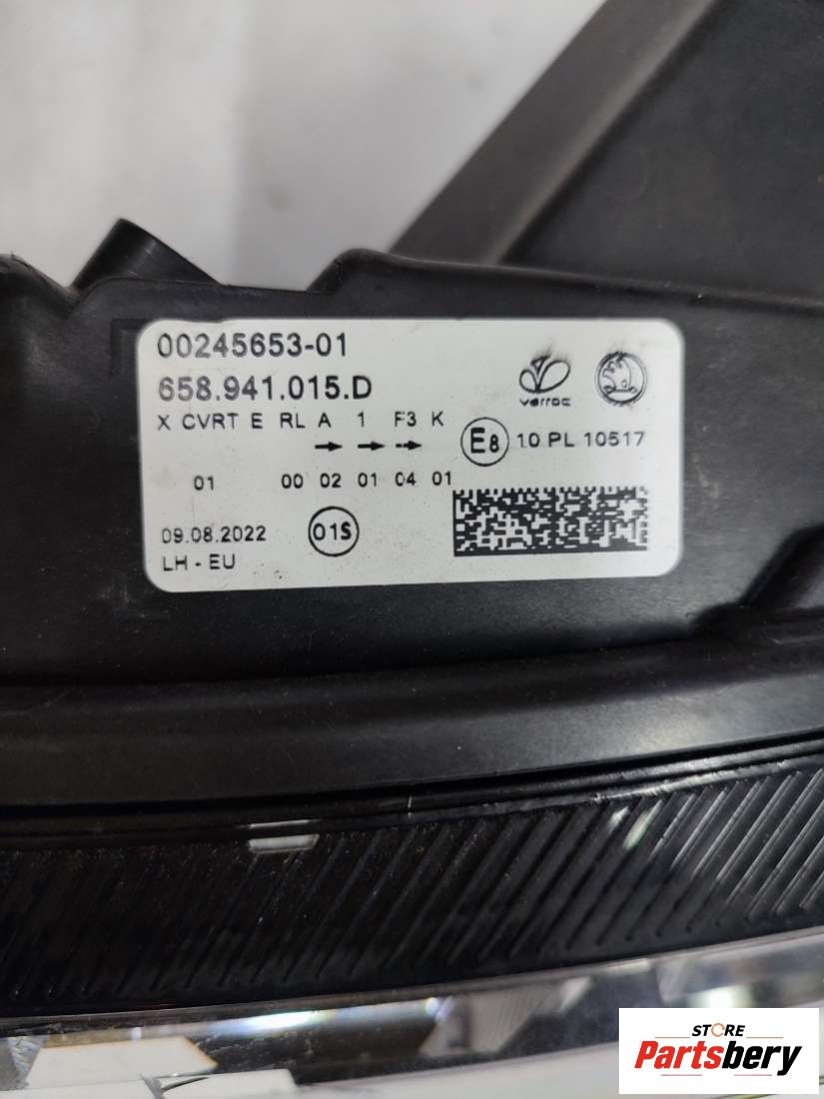 00245653-01
658.941.015.D
varroc
X CVRT E RL A 1 F3 K
E8 10 PL 10517
01 00 02 01 04 01
09.08.2022 01S
LH - EU
STORE
Partsbery